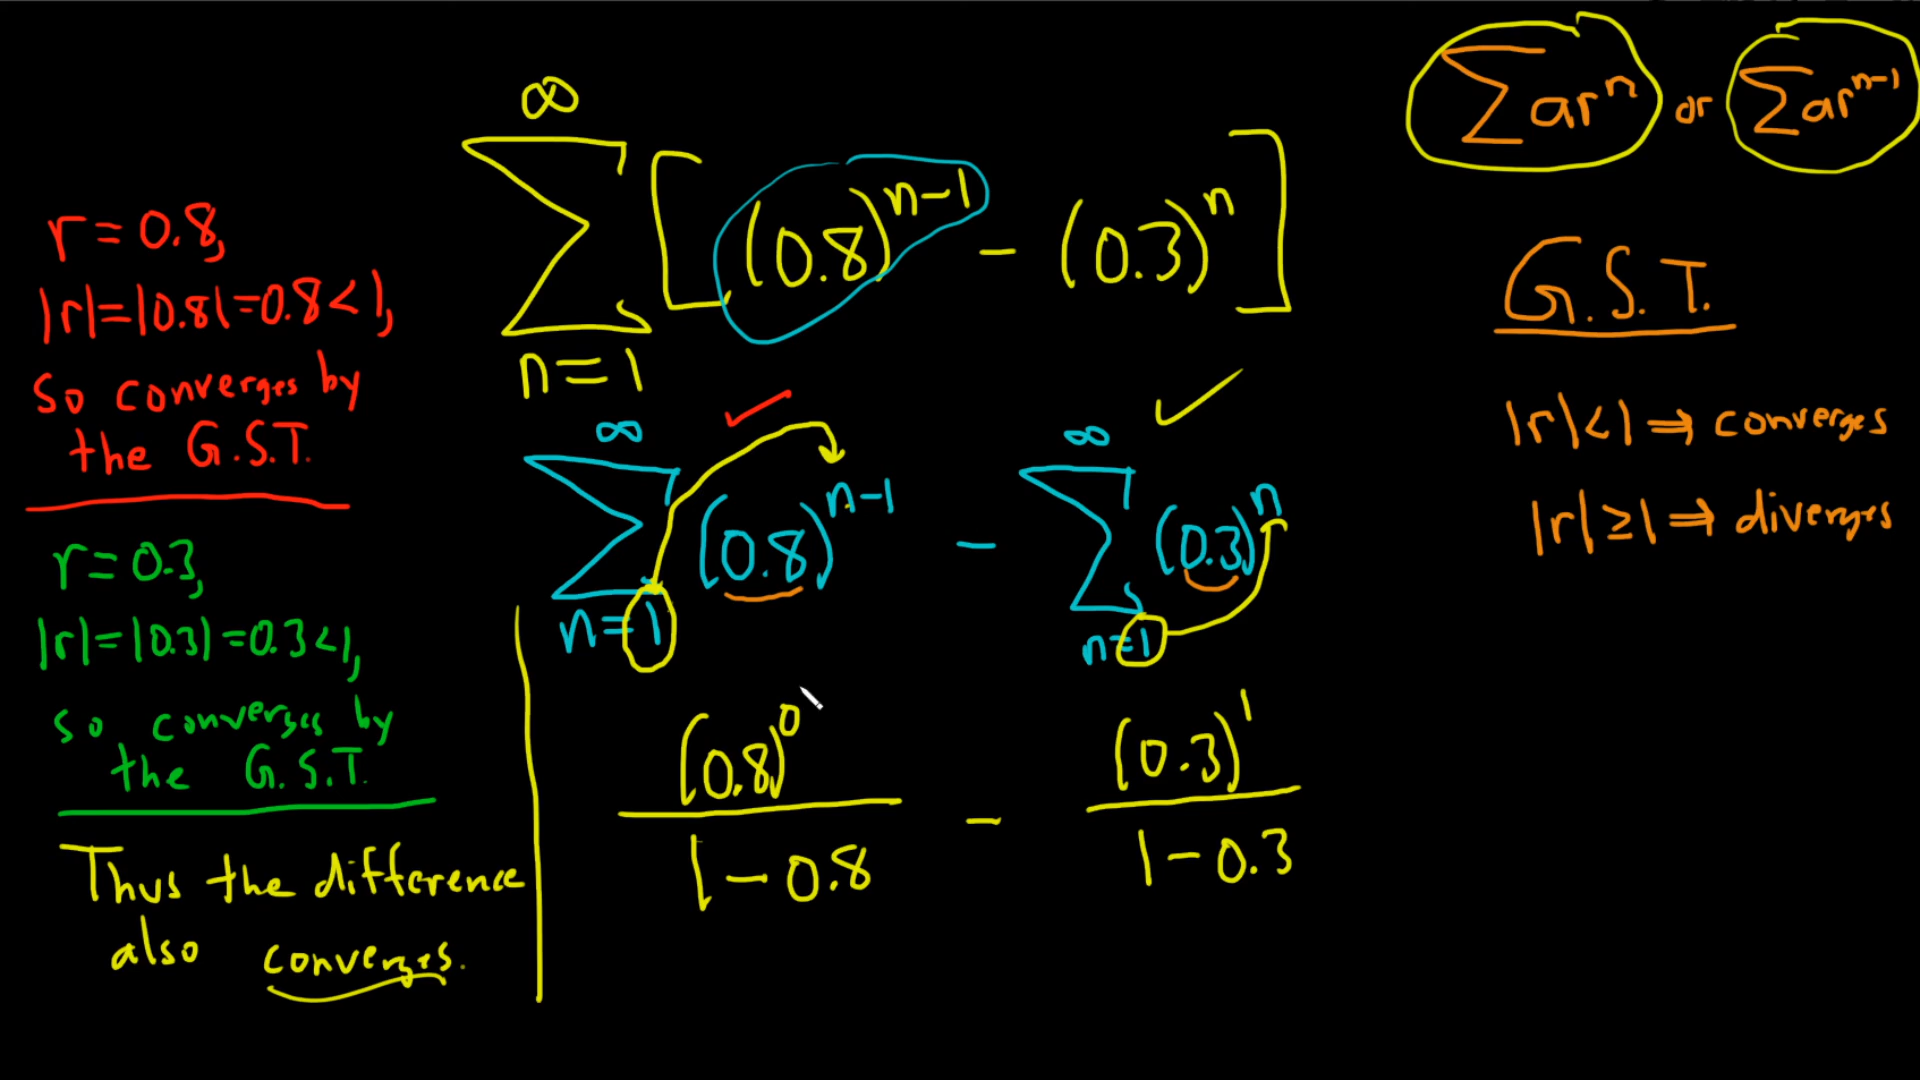 ∑ arⁿ or ∑ arⁿ⁻¹
∞
∑ [(0.8)ⁿ⁻¹ − (0.3)ⁿ]
n=1
G.S.T.
|r|<1 ⇒ converges
|r|≥1 ⇒ diverges
r=0.8,
|r|=|0.8|=0.8<1,
so converges by
the G.S.T.
r=0.3,
|r|=|0.3|=0.3<1,
so converges by
the G.S.T.
Thus the difference
also converges.
∞ ✓ ∞ ✓
∑ (0.8)ⁿ⁻¹ − ∑ (0.3)ⁿ
n=1 n=1
(0.8)⁰ − (0.3)¹
1−0.8 1−0.3